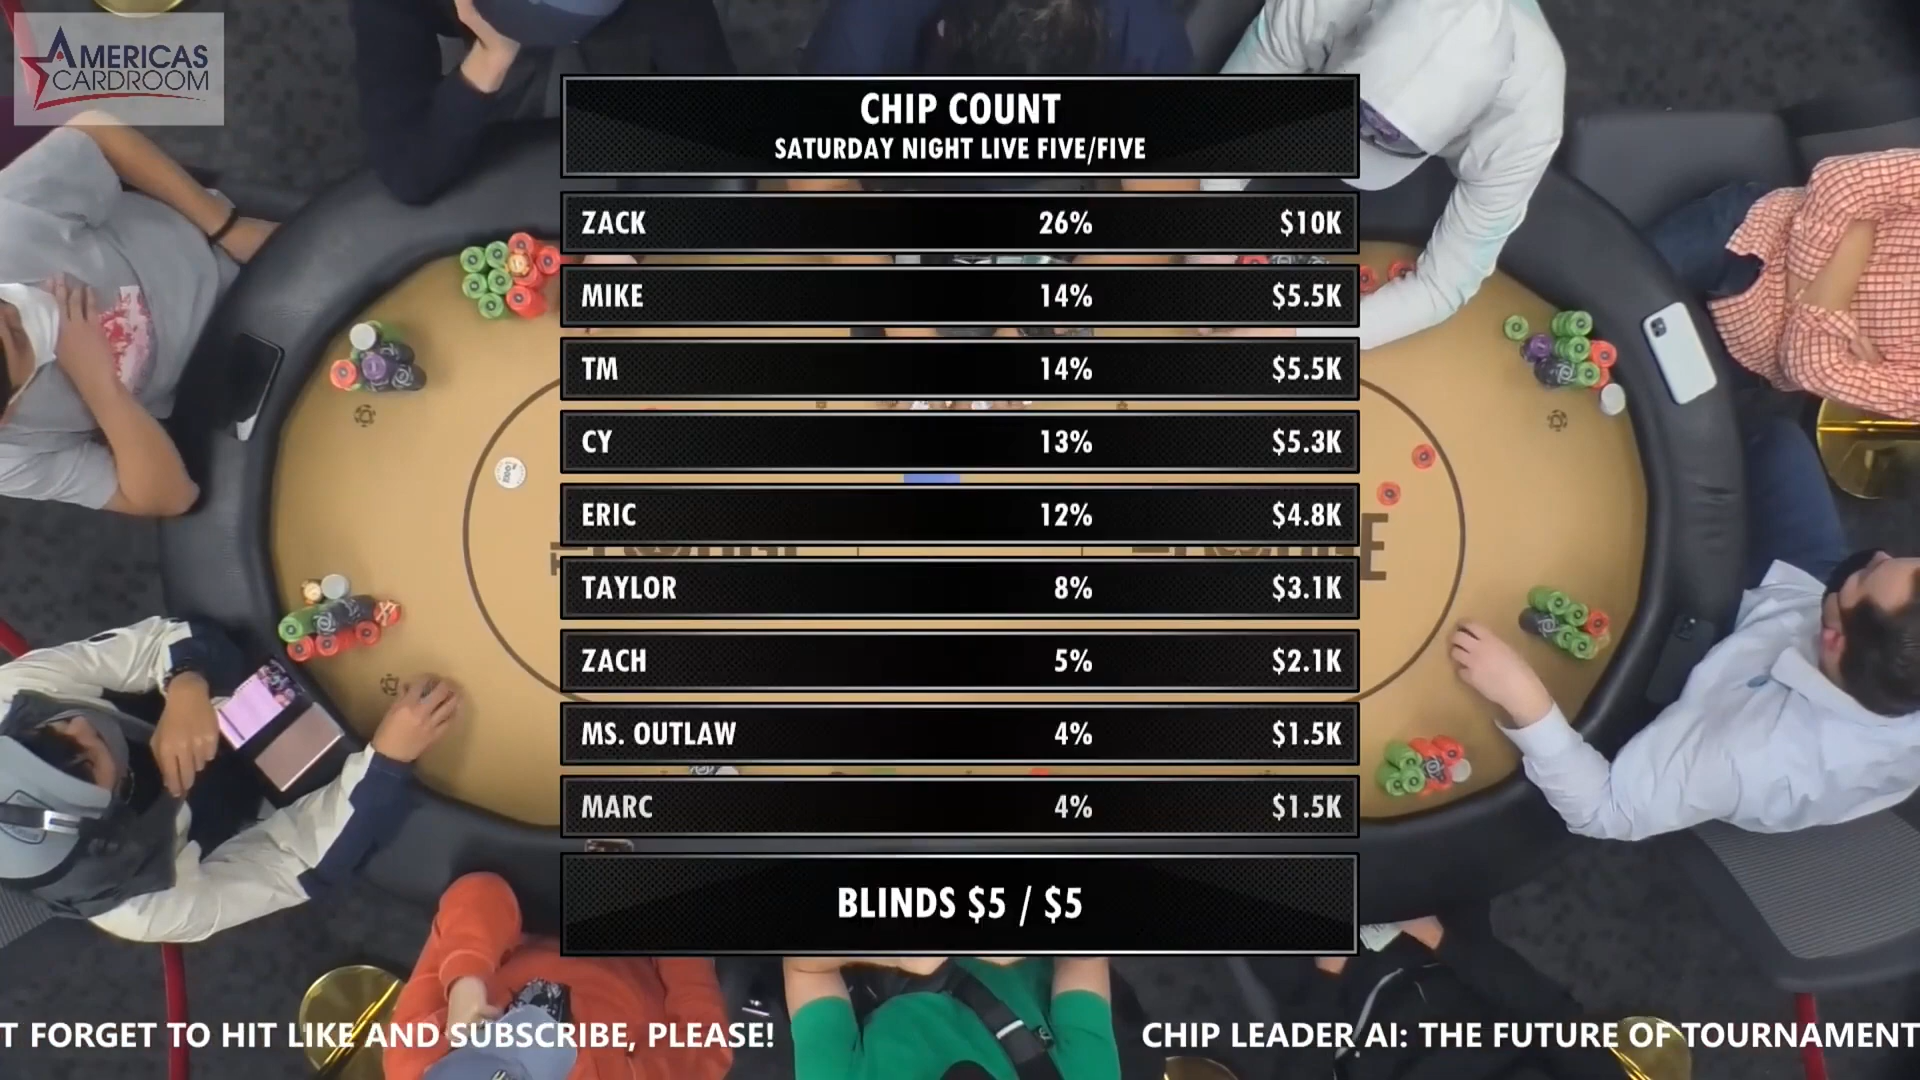 AMERICAS
CARDROOM
CHIP COUNT
SATURDAY NIGHT LIVE FIVE/FIVE
ZACK 26% $10K
MIKE 14% $5.5K
TM 14% $5.5K
CY 13% $5.3K
ERIC 12% $4.8K
TAYLOR 8% $3.1K
ZACH 5% $2.1K
MS. OUTLAW 4% $1.5K
MARC 4% $1.5K
BLINDS $5 / $5
T FORGET TO HIT LIKE AND SUBSCRIBE, PLEASE! CHIP LEADER AI: THE FUTURE OF TOURNAMENT